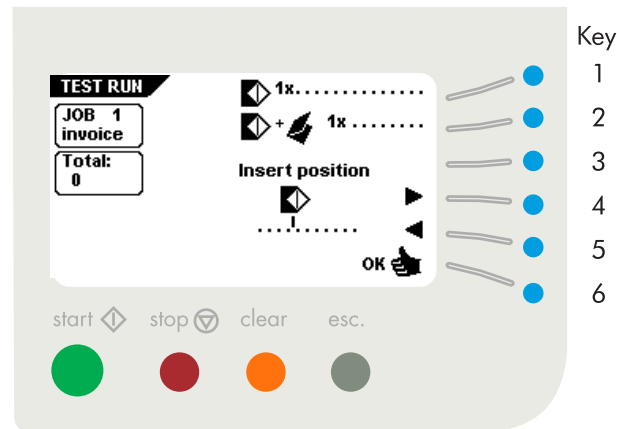 Key
TEST RUN
1x..............
1
JOB 1
invoice
+ 1x ........
2
Total:
0
3
Insert position
4
...........
5
OK
6
start stop clear esc.